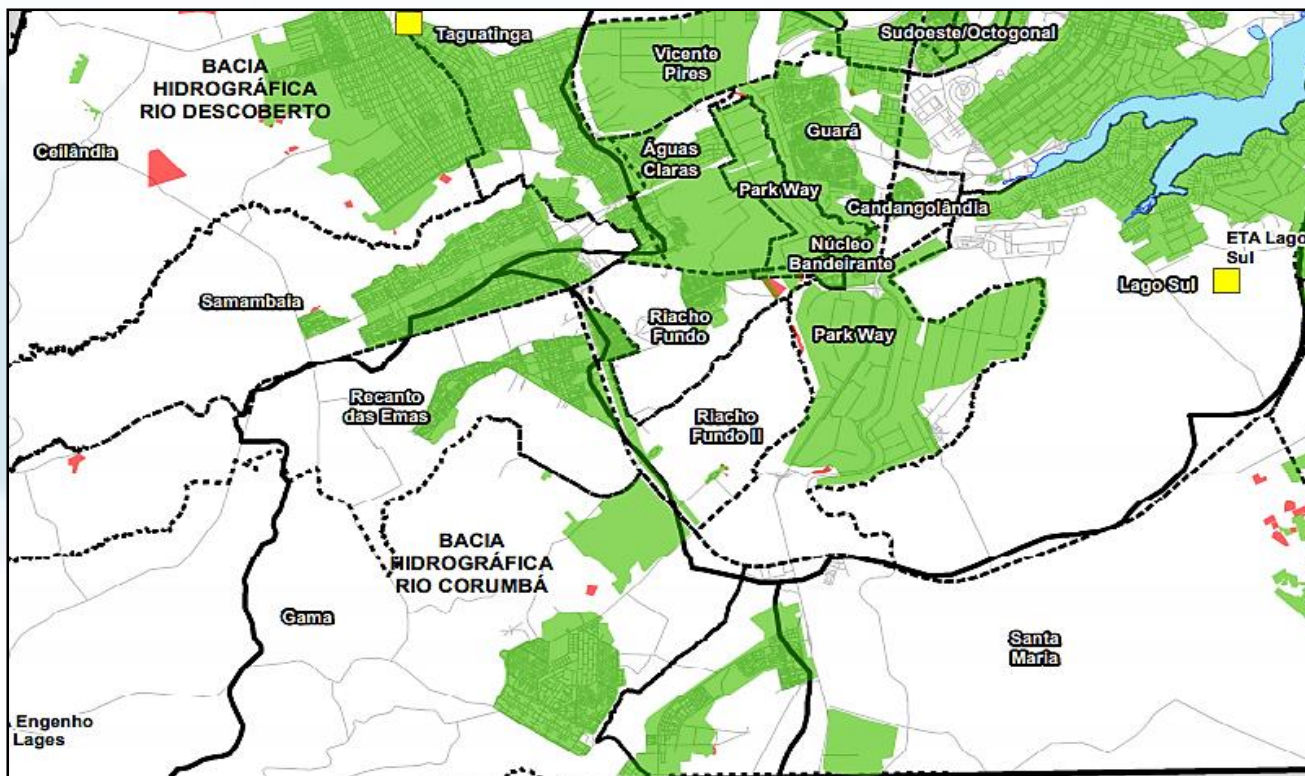 Taguatinga
Sudoeste/Octogonal
Vicente
Pires
BACIA
HIDROGRÁFICA
RIO DESCOBERTO
Ceilândia
Guará
Águas
Claras
Park Way
Candangolândia
Núcleo
Bandeirante
ETA Lago
Sul
Lago Sul
Samambaia
Riacho
Fundo
Park Way
Recanto
das Emas
Riacho
Fundo II
BACIA
HIDROGRÁFICA
RIO CORUMBÁ
Gama
Santa
Maria
Engenho
Lages